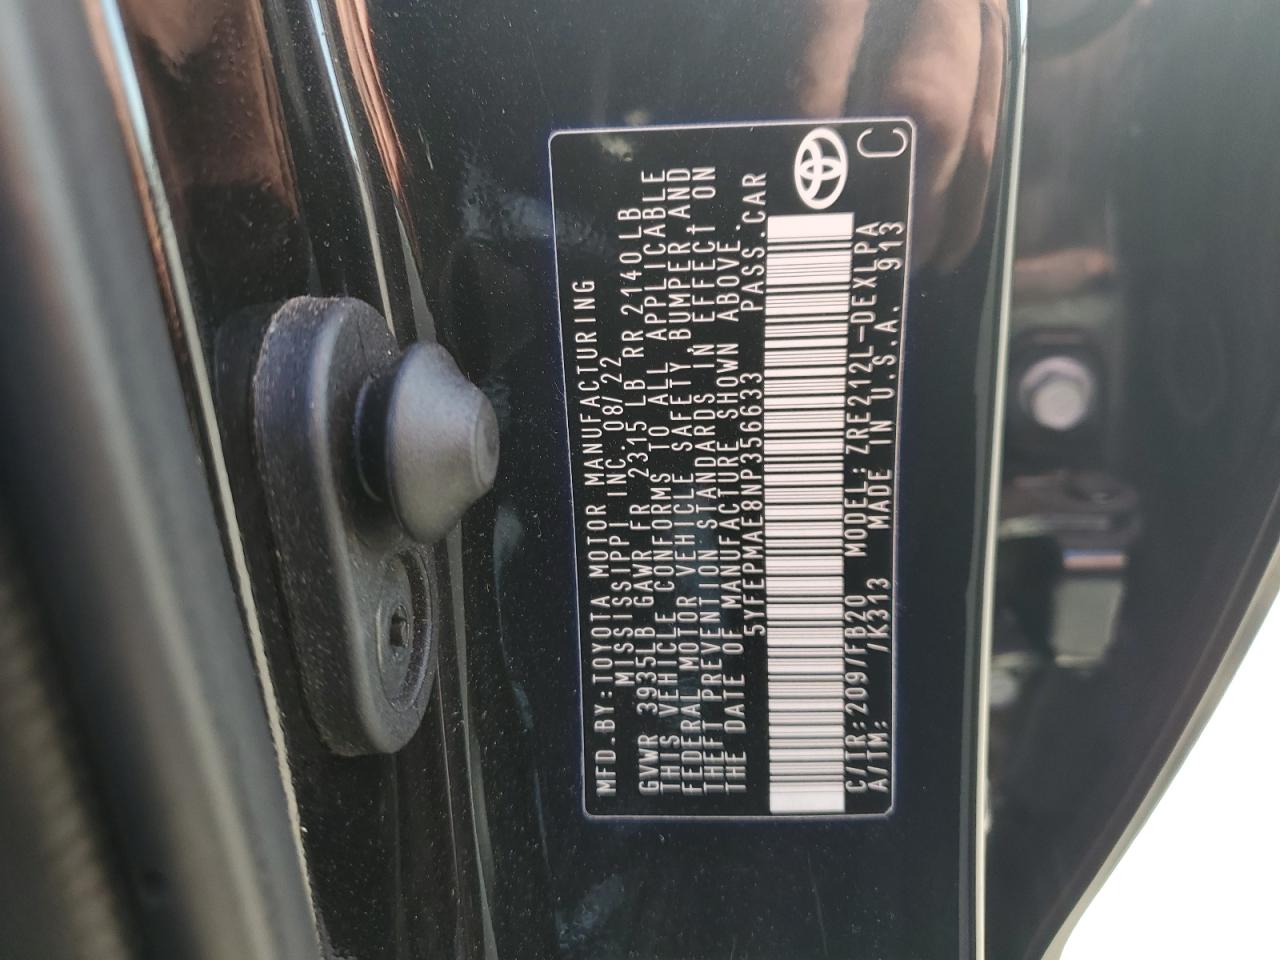 MFD.BY:TOYOTA MOTOR MANUFACTURING
MISSISSIPPI INC. 08/22
GVWR 3935LB GAWR FR 2315 LB RR 2140LB
THIS VEHICLE CONFORMS TO ALL APPLICABLE
FEDERAL MOTOR VEHICLE SAFETY,BUMPER,AND
THEFT PREVENTION STANDARDS IN EFFECT ON
THE DATE OF MANUFACTURE SHOWN ABOVE.
5YFEPMAE8NP356633 PASS.CAR
C/TR:209/FB20 MODEL:ZRE212L-DEXLPA
A/TM: /K313 MADE IN U.S.A. 913
C